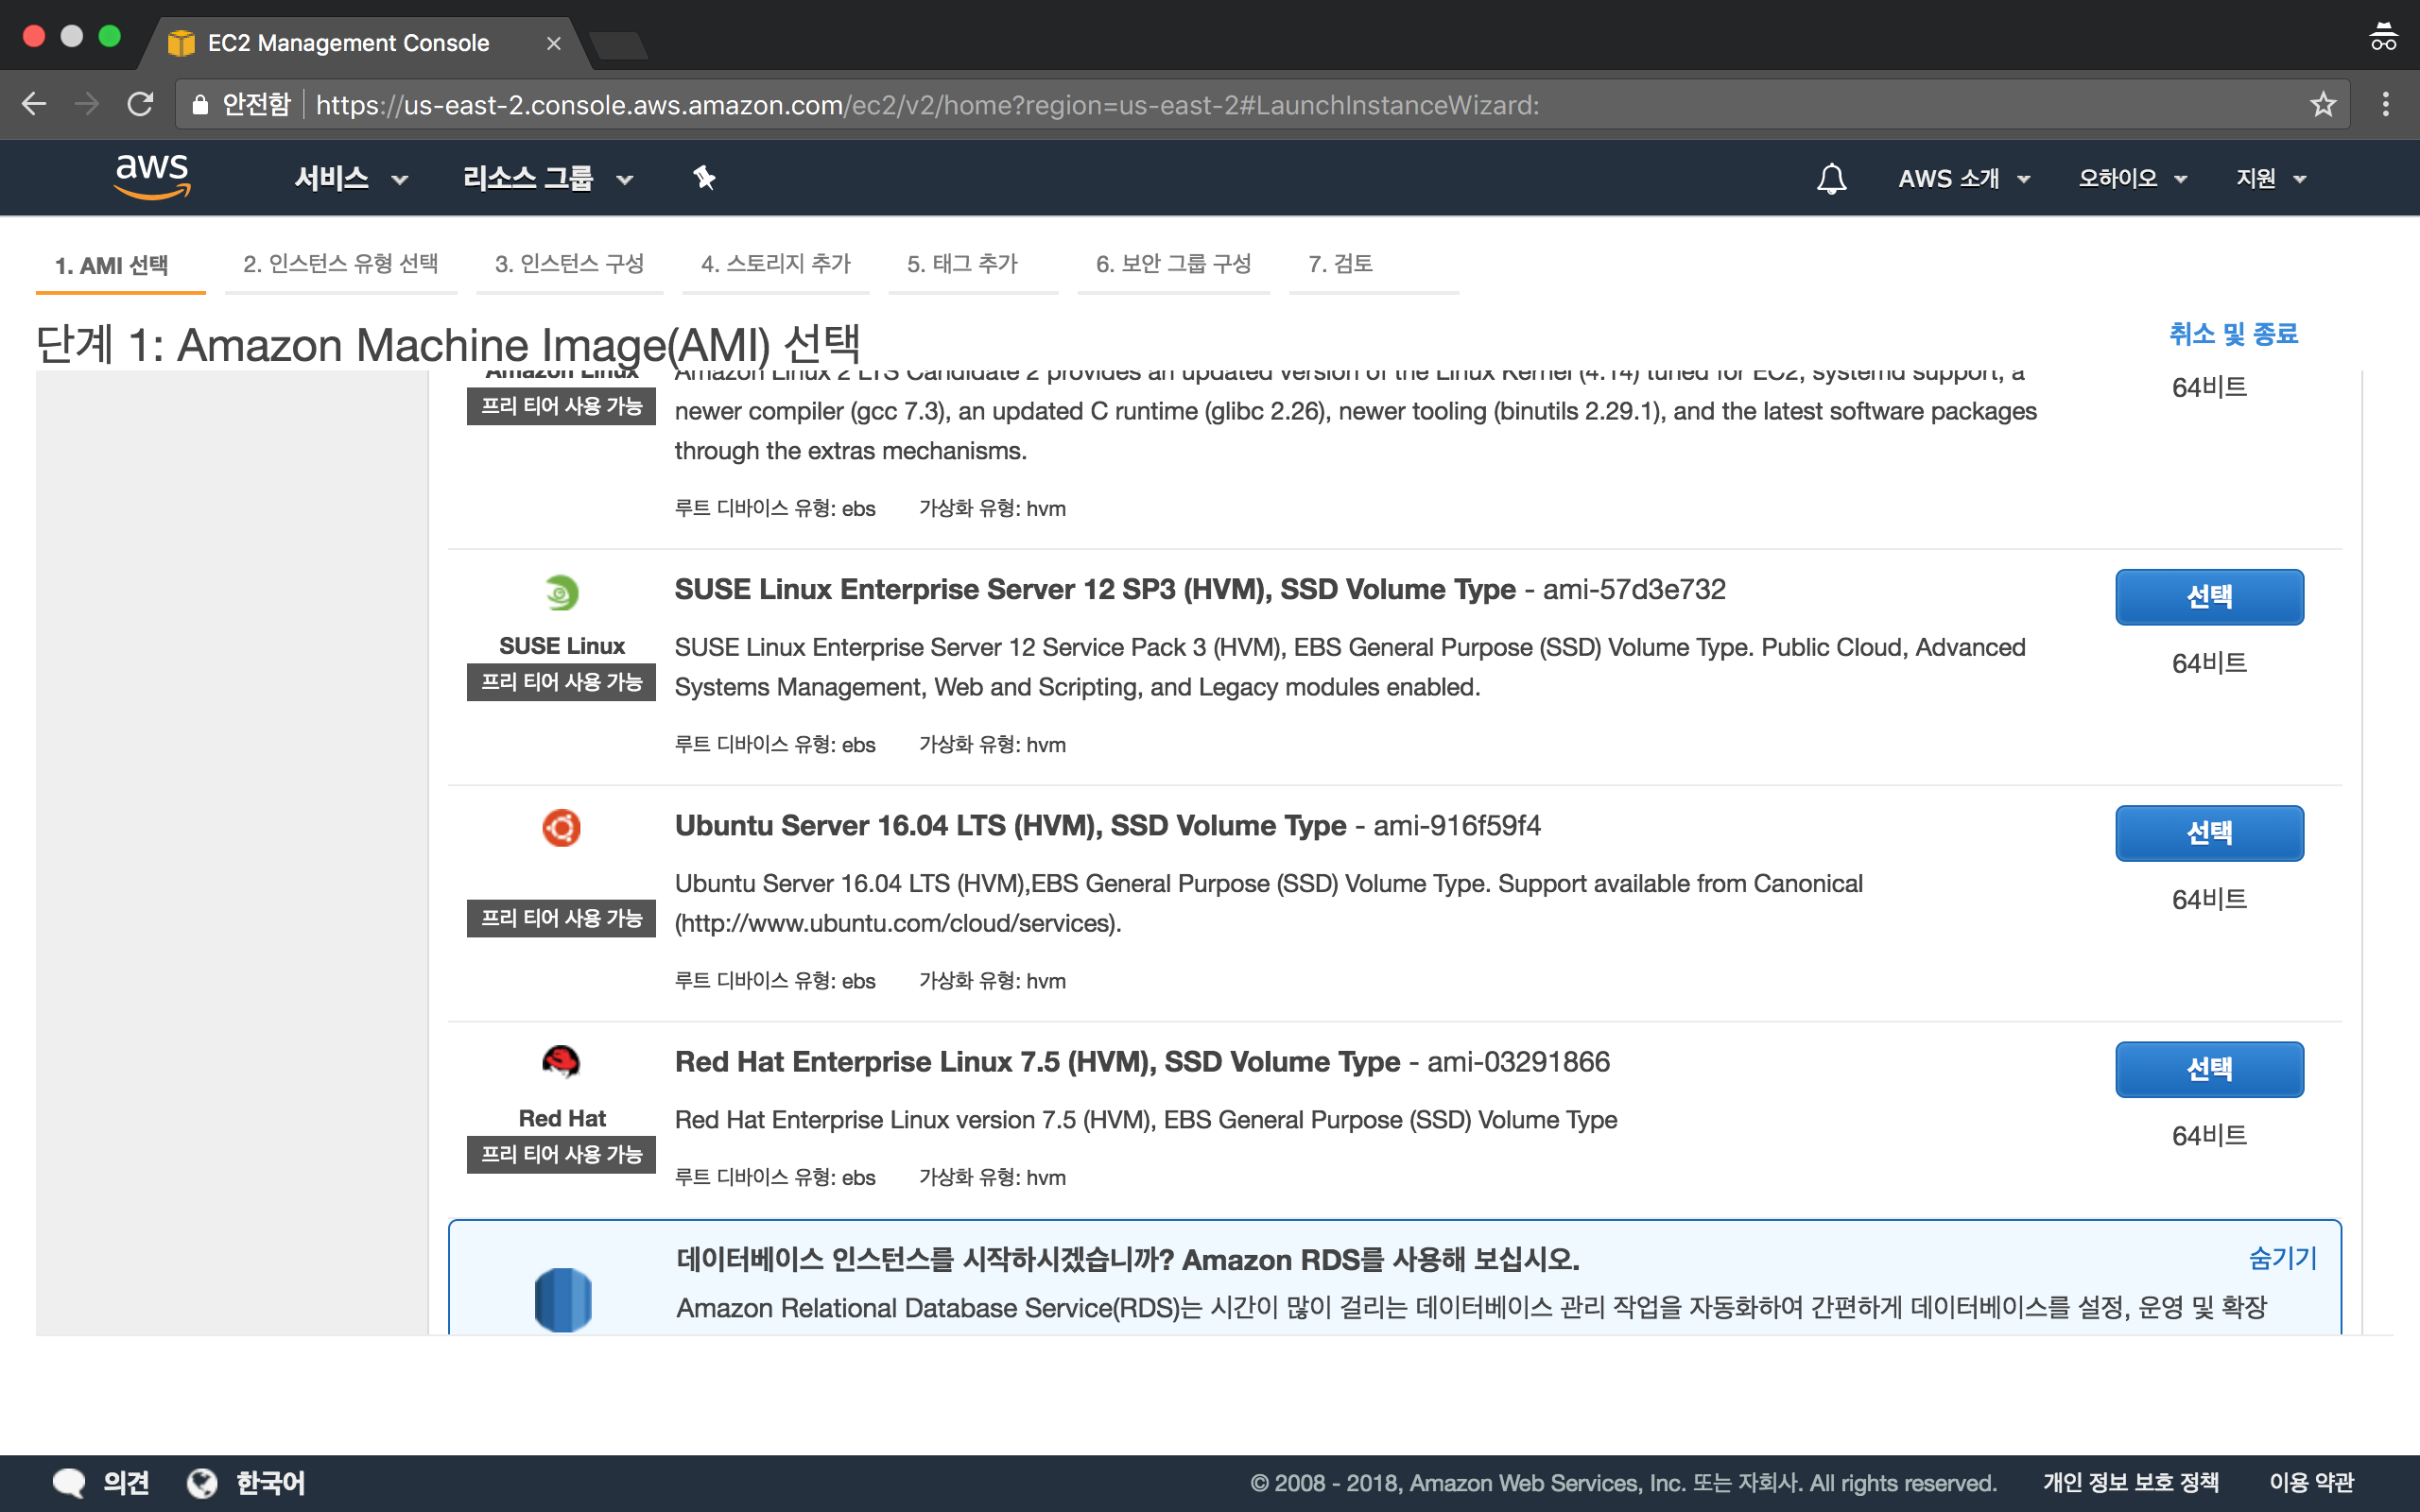 EC2 Management Console
안전함 https://us-east-2.console.aws.amazon.com/ec2/v2/home?region=us-east-2#LaunchInstanceWizard:
aws 서비스 리소스 그룹 AWS 소개 오하이오 지원
1. AMI 선택 2. 인스턴스 유형 선택 3. 인스턴스 구성 4. 스토리지 추가 5. 태그 추가 6. 보안 그룹 구성 7. 검토
단계 1: Amazon Machine Image(AMI) 선택 취소 및 종료
Amazon Linux Amazon Linux 2 LTS Candidate 2 provides an updated version of the Linux Kernel (4.14) tuned for EC2, systemd support, a 64비트
프리 티어 사용 가능 newer compiler (gcc 7.3), an updated C runtime (glibc 2.26), newer tooling (binutils 2.29.1), and the latest software packages
through the extras mechanisms.
루트 디바이스 유형: ebs 가상화 유형: hvm
SUSE Linux Enterprise Server 12 SP3 (HVM), SSD Volume Type - ami-57d3e732 선택
SUSE Linux SUSE Linux Enterprise Server 12 Service Pack 3 (HVM), EBS General Purpose (SSD) Volume Type. Public Cloud, Advanced 64비트
프리 티어 사용 가능 Systems Management, Web and Scripting, and Legacy modules enabled.
루트 디바이스 유형: ebs 가상화 유형: hvm
Ubuntu Server 16.04 LTS (HVM), SSD Volume Type - ami-916f59f4 선택
Ubuntu Server 16.04 LTS (HVM),EBS General Purpose (SSD) Volume Type. Support available from Canonical 64비트
프리 티어 사용 가능 (http://www.ubuntu.com/cloud/services).
루트 디바이스 유형: ebs 가상화 유형: hvm
Red Hat Enterprise Linux 7.5 (HVM), SSD Volume Type - ami-03291866 선택
Red Hat Red Hat Enterprise Linux version 7.5 (HVM), EBS General Purpose (SSD) Volume Type 64비트
프리 티어 사용 가능
루트 디바이스 유형: ebs 가상화 유형: hvm
데이터베이스 인스턴스를 시작하시겠습니까? Amazon RDS를 사용해 보십시오. 숨기기
Amazon Relational Database Service(RDS)는 시간이 많이 걸리는 데이터베이스 관리 작업을 자동화하여 간편하게 데이터베이스를 설정, 운영 및 확장
의견 한국어 © 2008 - 2018, Amazon Web Services, Inc. 또는 자회사. All rights reserved. 개인 정보 보호 정책 이용 약관